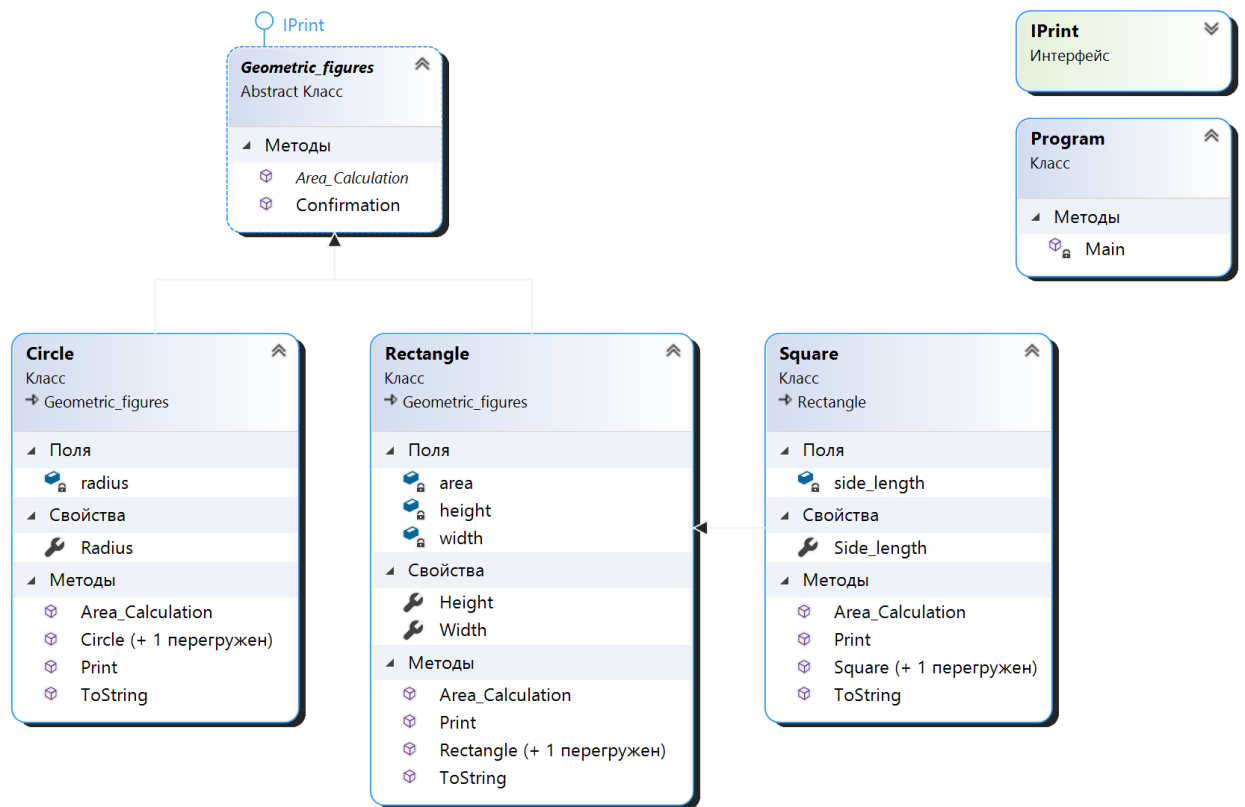 IPrint
Geometric_figures
Abstract Класс
Методы
Area_Calculation
Confirmation
IPrint
Интерфейс
Program
Класс
Методы
Main
Circle
Класс
Geometric_figures
Поля
radius
Свойства
Radius
Методы
Area_Calculation
Circle (+ 1 перегружен)
Print
ToString
Rectangle
Класс
Geometric_figures
Поля
area
height
width
Свойства
Height
Width
Методы
Area_Calculation
Print
Rectangle (+ 1 перегружен)
ToString
Square
Класс
Rectangle
Поля
side_length
Свойства
Side_length
Методы
Area_Calculation
Print
Square (+ 1 перегружен)
ToString